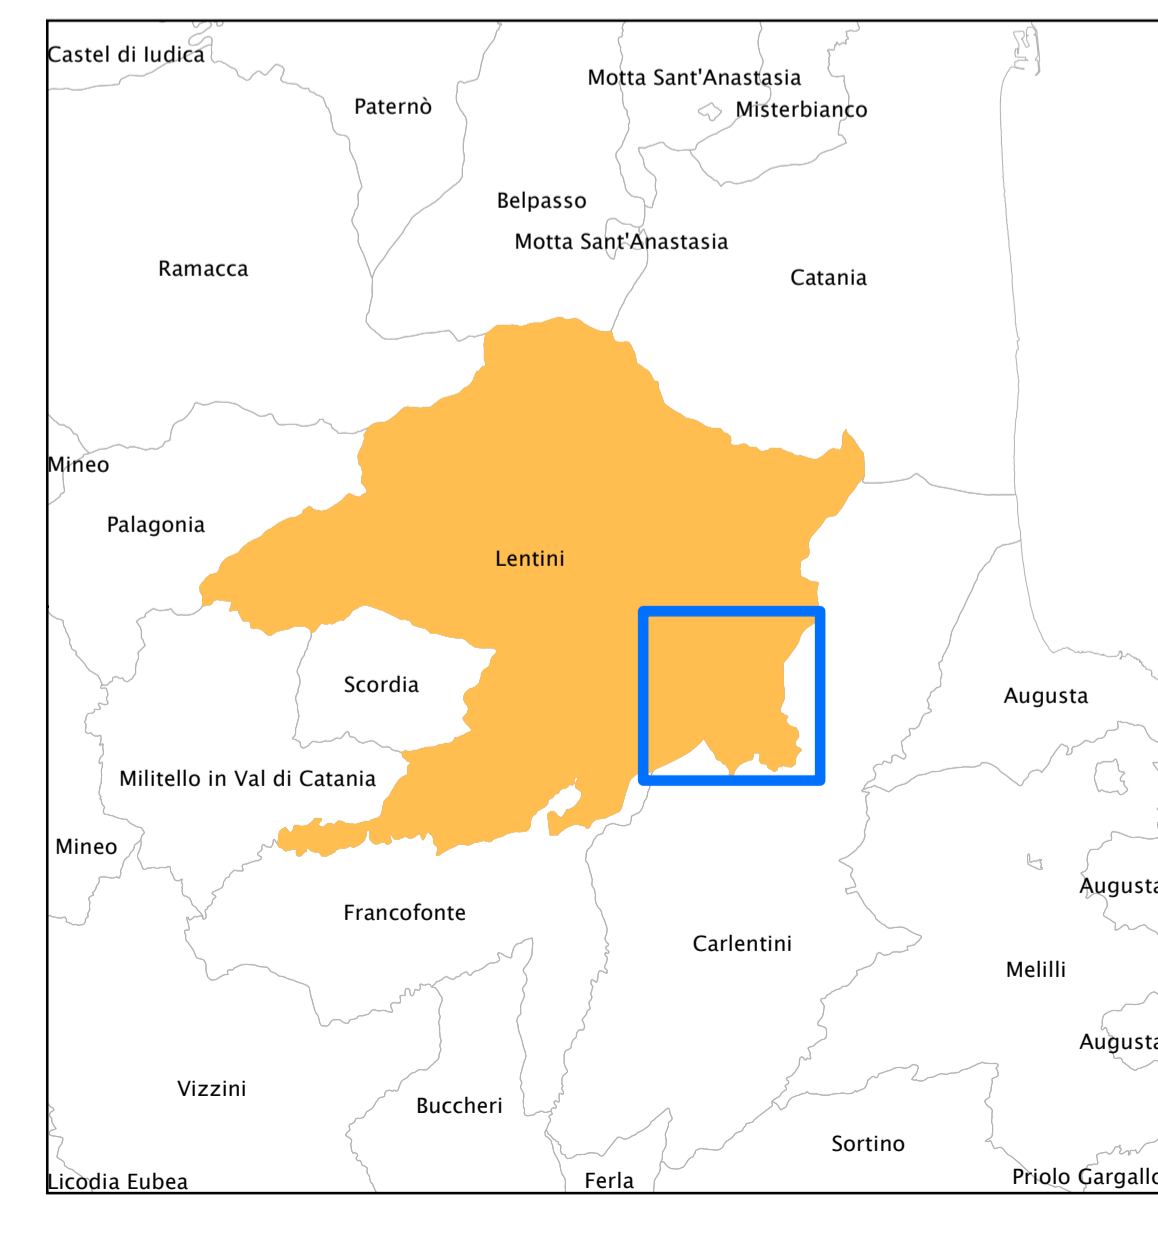 Castel di Iudica
Motta Sant'Anastasia
Paternò
Misterbianco
Belpasso
Motta Sant'Anastasia
Ramacca
Catania
Mineo
Palagonia
Lentini
Scordia
Augusta
Militello in Val di Catania
Mineo
Augusta
Francofonte
Carlentini
Melilli
Augusta
Vizzini
Buccheri
Sortino
Licodia Eubea
Ferla
Priolo Gargallo